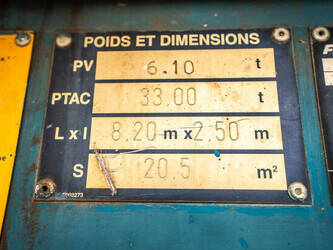 POIDS ET DIMENSIONS
PV 6.10 t
PTAC 33.00 t
L x l 8.20 m x 2.50 m
S 20.5 m²